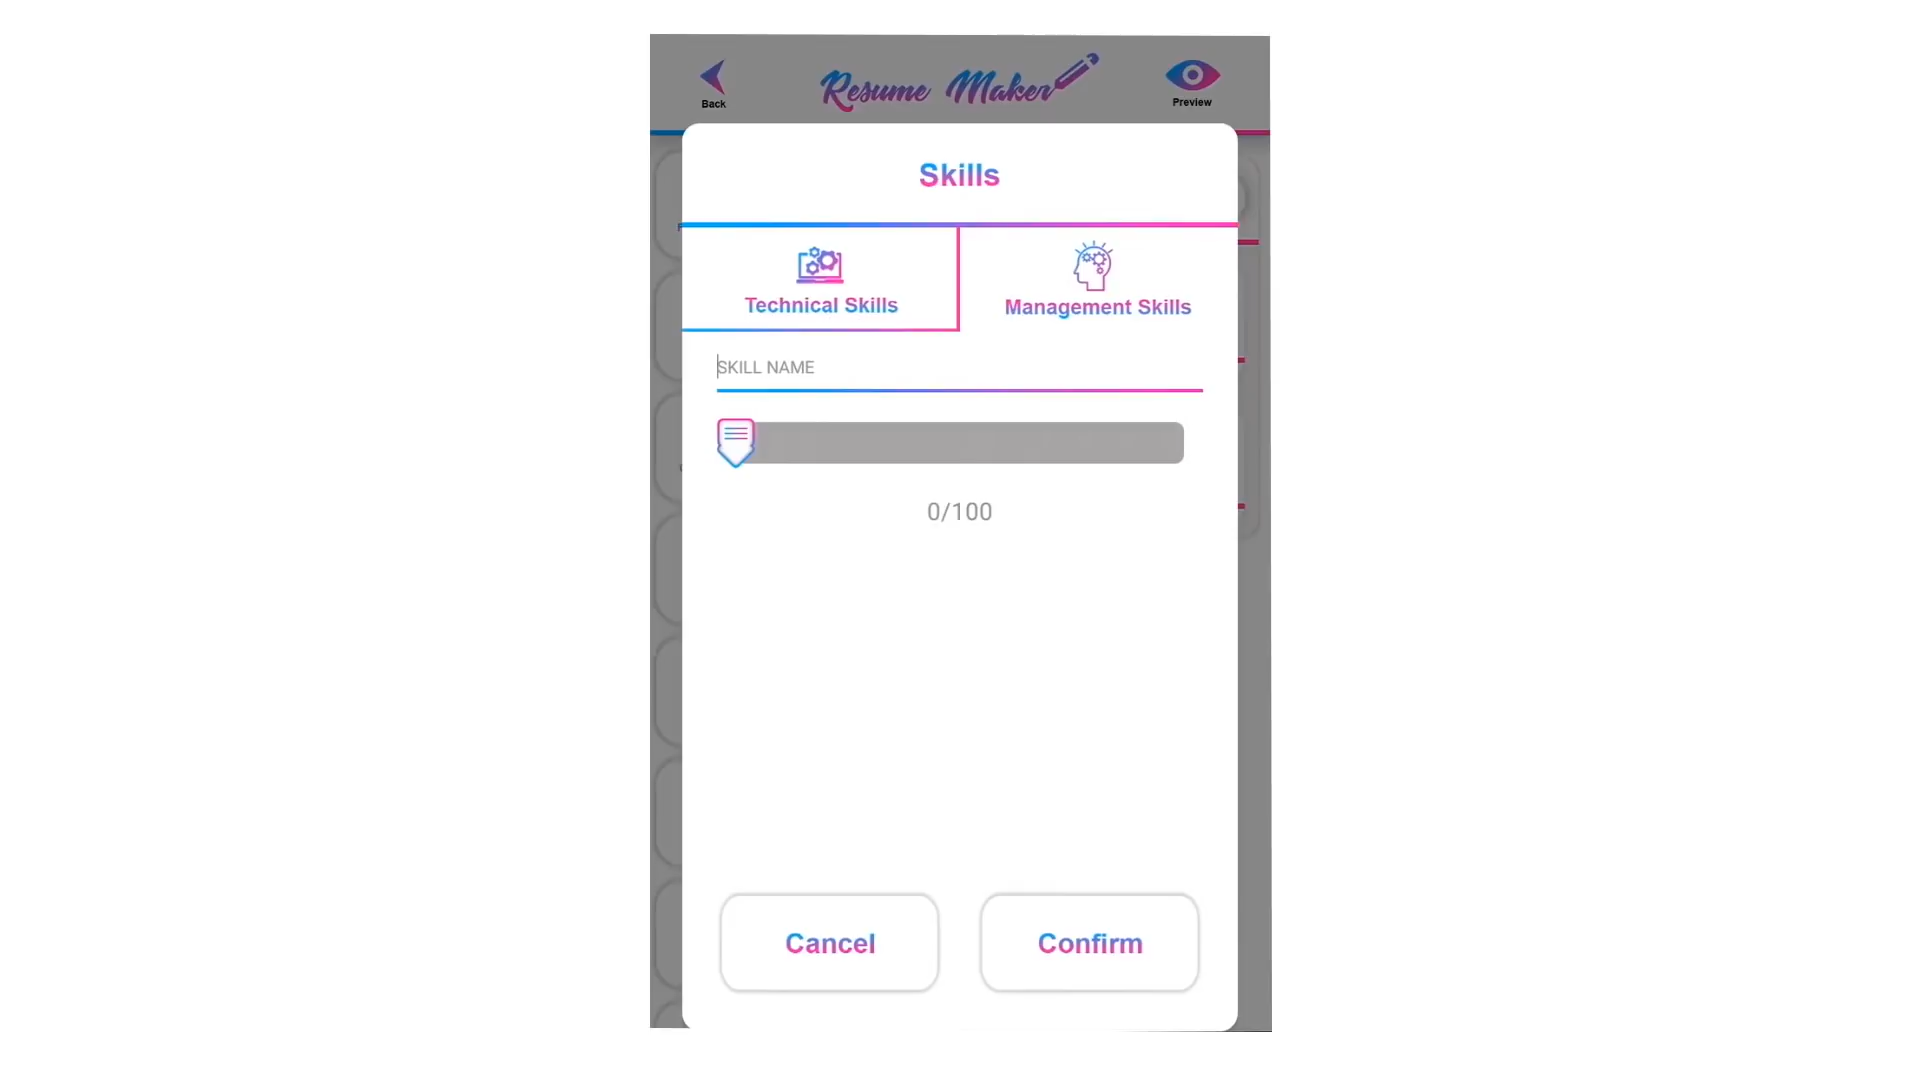 Resume Maker
Back
Preview
Skills
Technical Skills
Management Skills
SKILL NAME
0/100
Cancel
Confirm